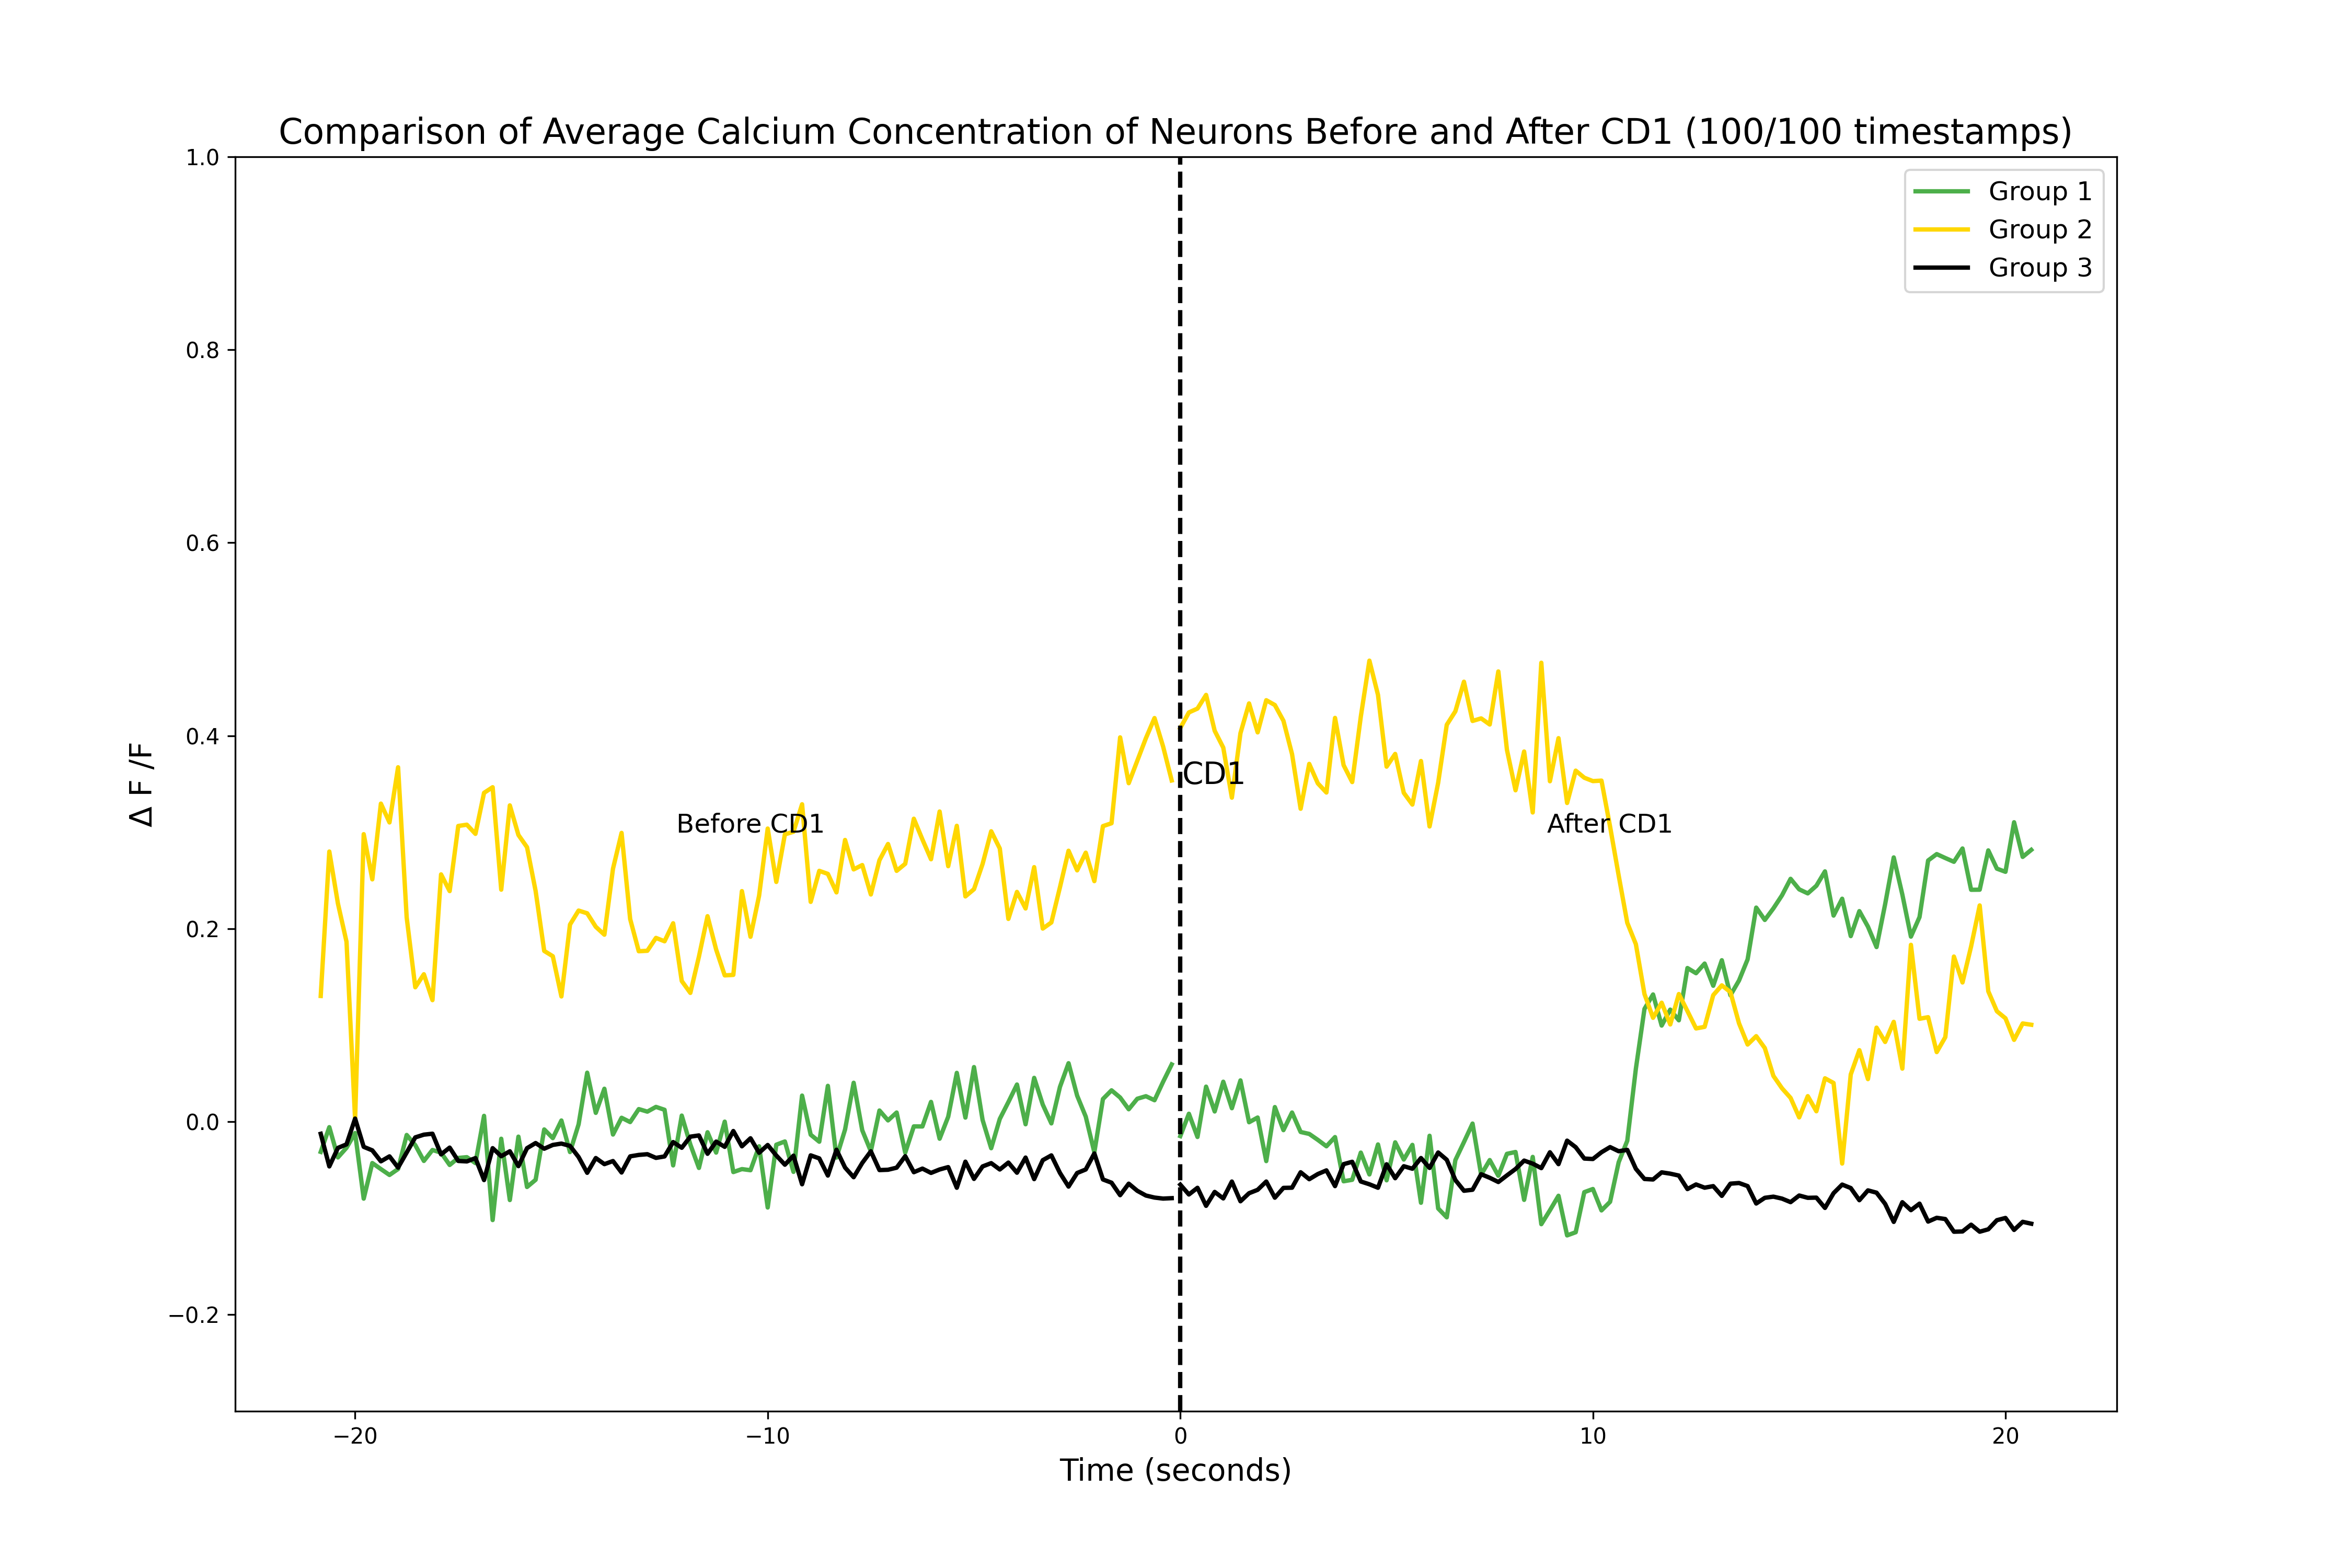 Comparison of Average Calcium Concentration of Neurons Before and After CD1 (100/100 timestamps)
1.0
0.8
0.6
0.4
0.2
0.0
−0.2
Δ F /F
Group 1
Group 2
Group 3
CD1
Before CD1
After CD1
−20
−10
0
10
20
Time (seconds)